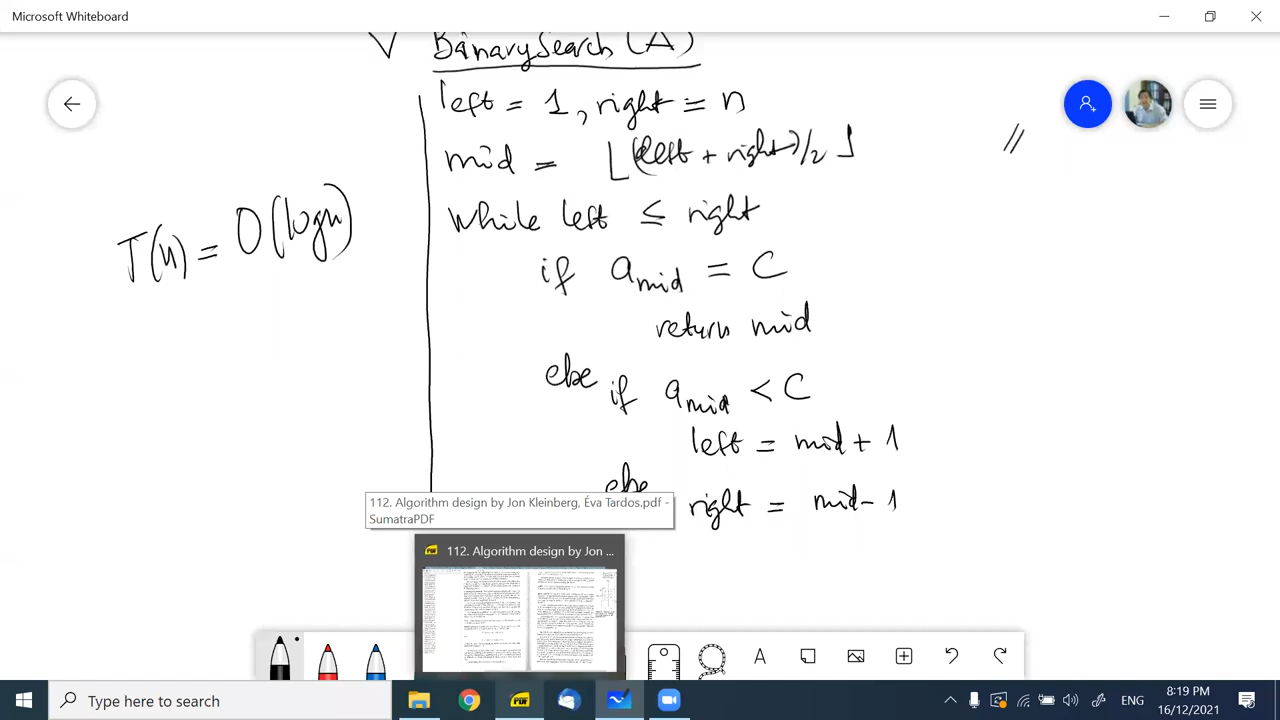 Microsoft Whiteboard
BinarySearch (A)
left = 1, right = n
mid = ⌊(left + right)/2⌋
//
T(n) = O(logn)
While left ≤ right
if a_mid = C
return mid
else if a_mid < C
left = mid + 1
else right = mid - 1
112. Algorithm design by Jon Kleinberg, Éva Tardos.pdf -
SumatraPDF
112. Algorithm design by Jon ...
A
Type here to search
ENG
8:19 PM
16/12/2021